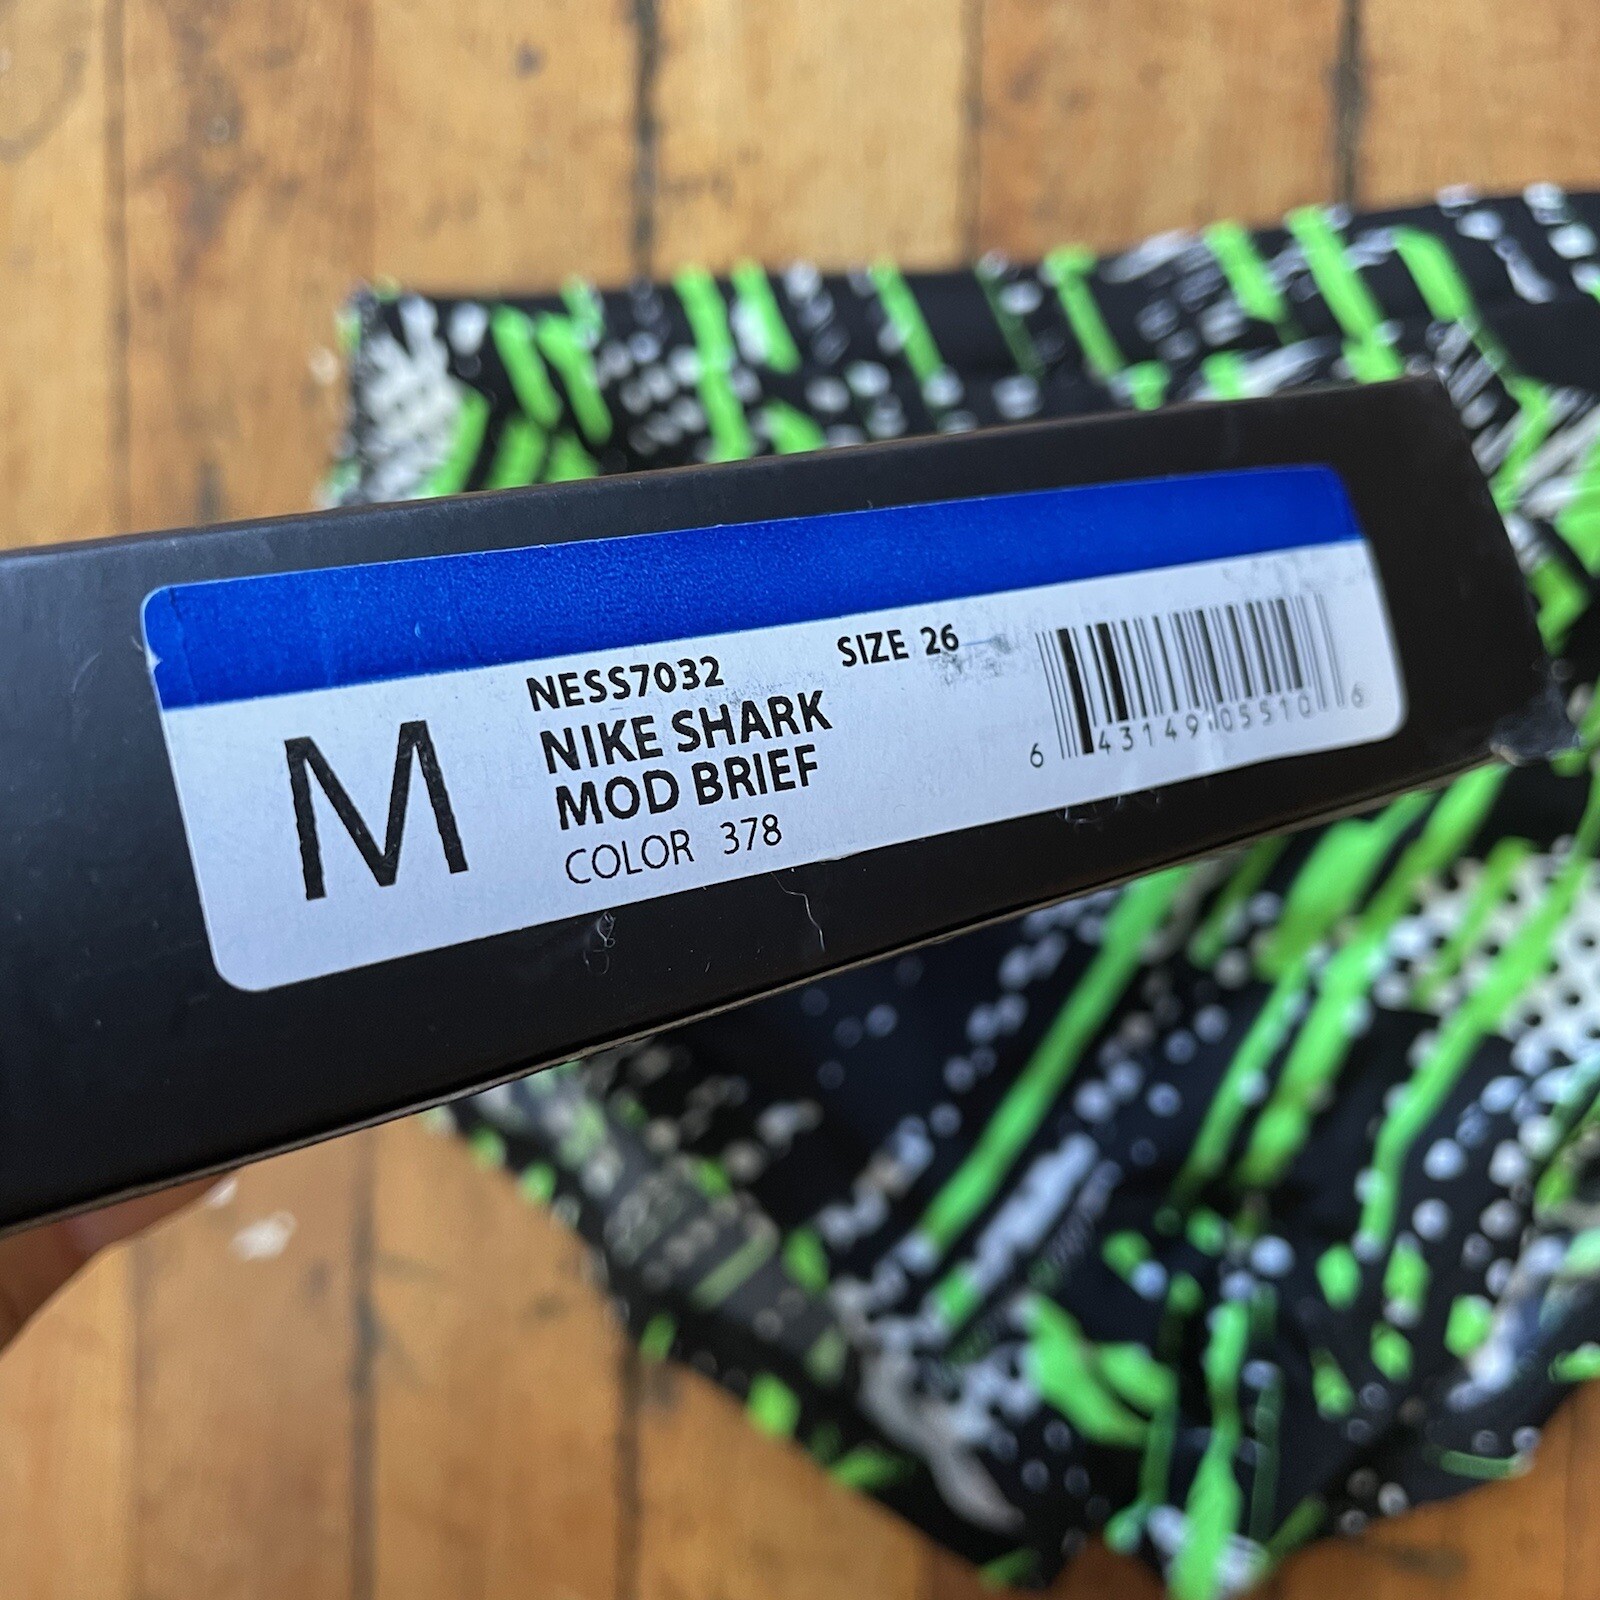 M
NESS7032
SIZE 26
NIKE SHARK
MOD BRIEF
COLOR 378
6 43149 05510 6